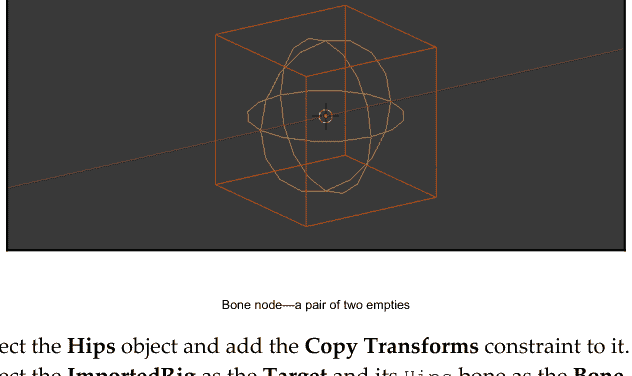 Bone node—a pair of two empties
ect the Hips object and add the Copy Transforms constraint to it.
ect the ImportedRig as the Target and its Hips bone as the Bone